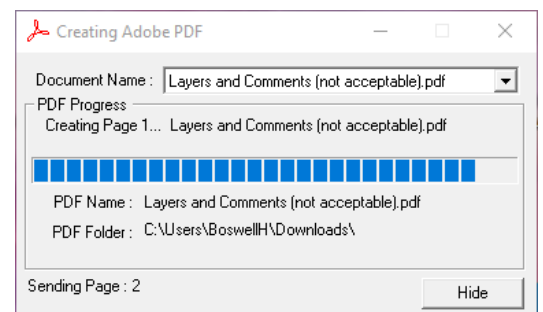 Creating Adobe PDF
Document Name : Layers and Comments (not acceptable).pdf
PDF Progress
Creating Page 1... Layers and Comments (not acceptable).pdf
PDF Name : Layers and Comments (not acceptable).pdf
PDF Folder : C:\Users\BoswellH\Downloads\
Sending Page : 2
Hide